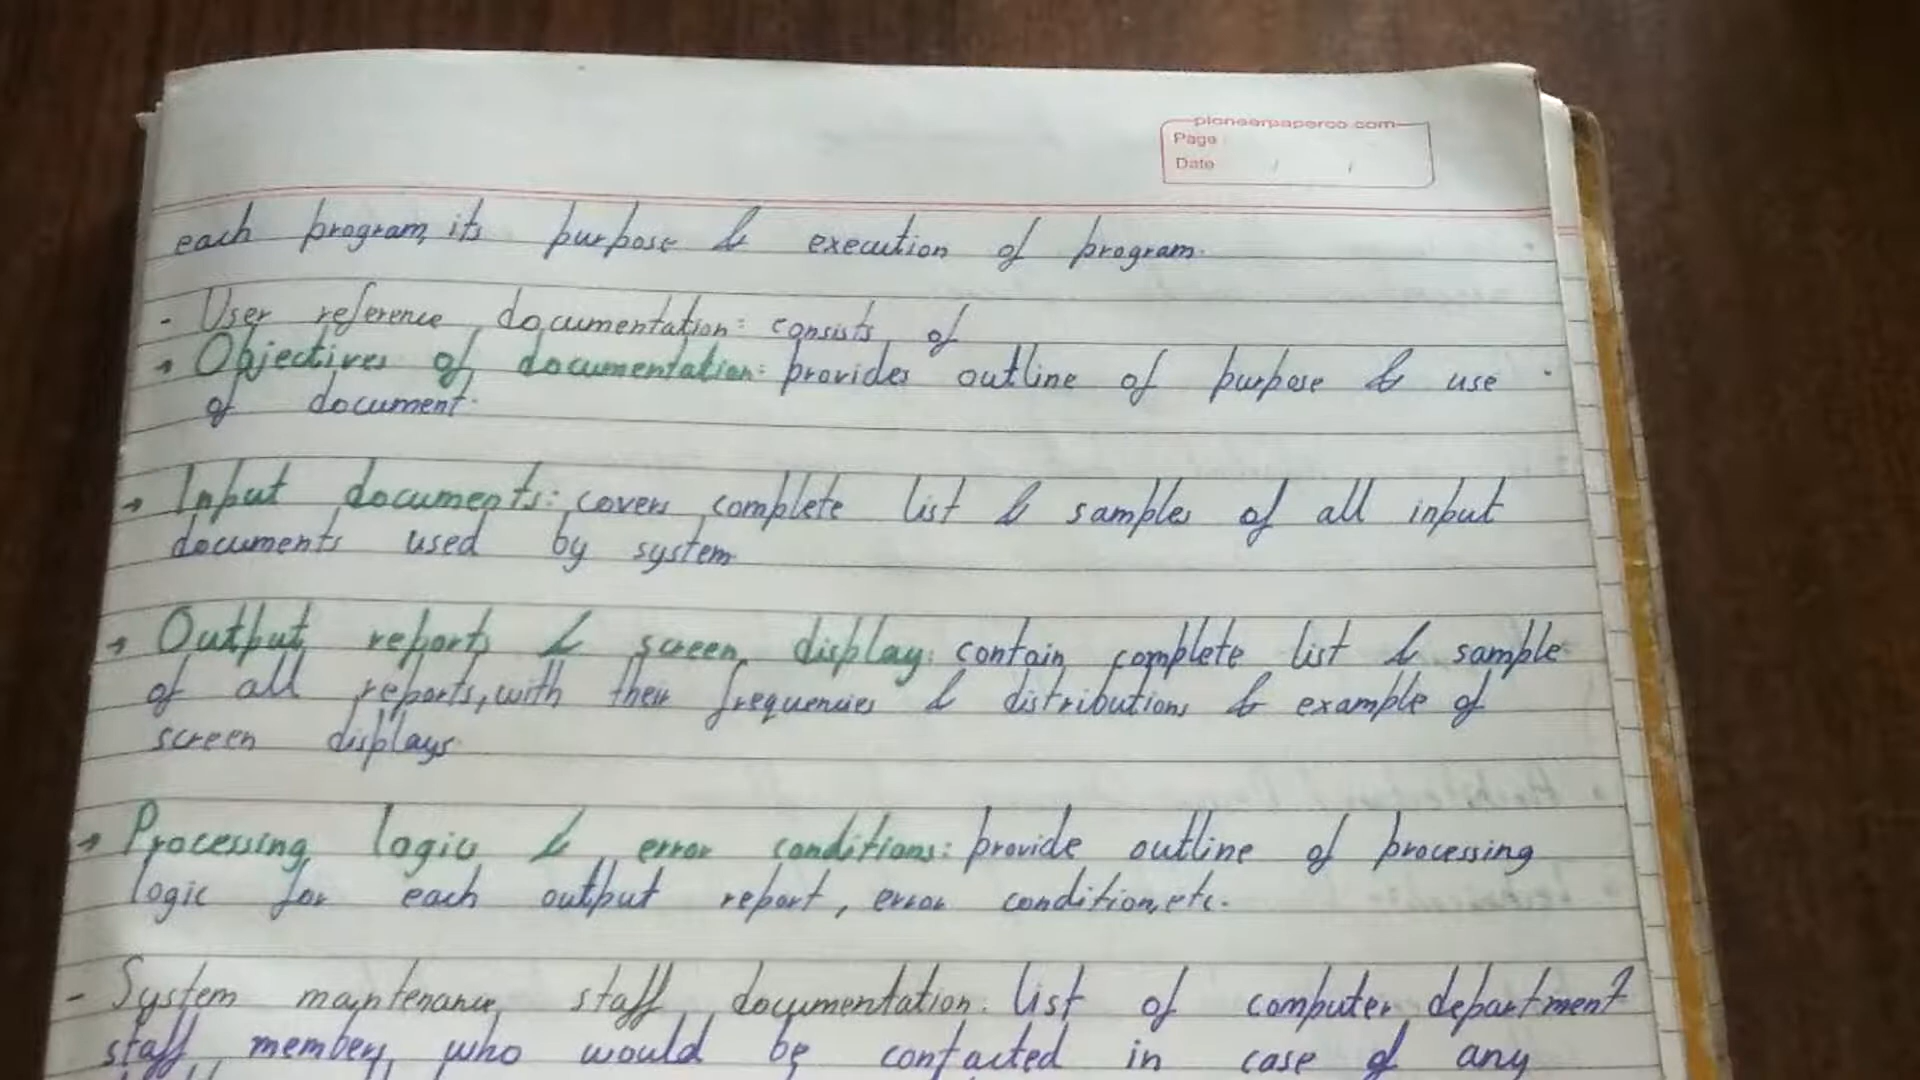 pioneerpaperco.com
Page
Date / /
each program, its purpose & execution of program.
- User reference documentation: consists of
→ Objectives of documentation: provides outline of purpose & use
of document.
→ Input documents: covers complete list & samples of all input
documents used by system
→ Output reports & screen display: contain complete list & sample
of all reports, with their frequencies & distributions & example of
screen displays
→ Processing logic & error conditions: provide outline of processing
logic for each output report, error condition, etc.
- System maintenance staff documentation: list of computer department
staff members who would be contacted in case of any